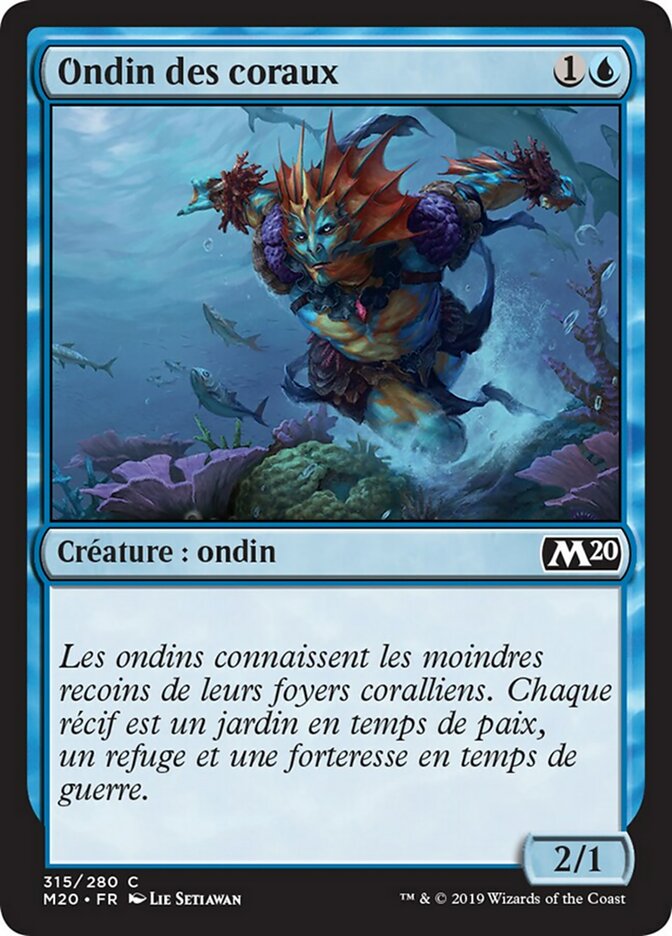 Ondin des coraux 1
Créature : ondin M20
Les ondins connaissent les moindres
recoins de leurs foyers coralliens. Chaque
récif est un jardin en temps de paix,
un refuge et une forteresse en temps de
guerre.
2/1
315/280 C
M20 • FR Lie Setiawan ™ & © 2019 Wizards of the Coast